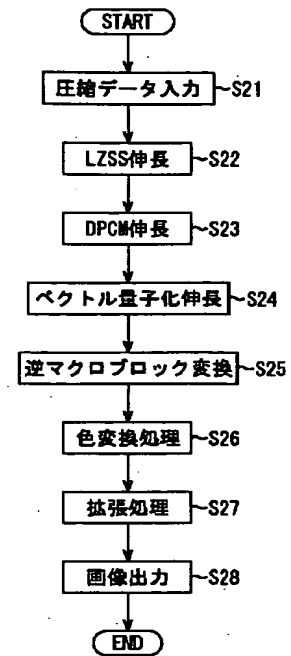 START
圧縮データ入力 ~S21
LZSS伸長 ~S22
DPCM伸長 ~S23
ベクトル量子化伸長 ~S24
逆マクロブロック変換 ~S25
色変換処理 ~S26
拡張処理 ~S27
画像出力 ~S28
END